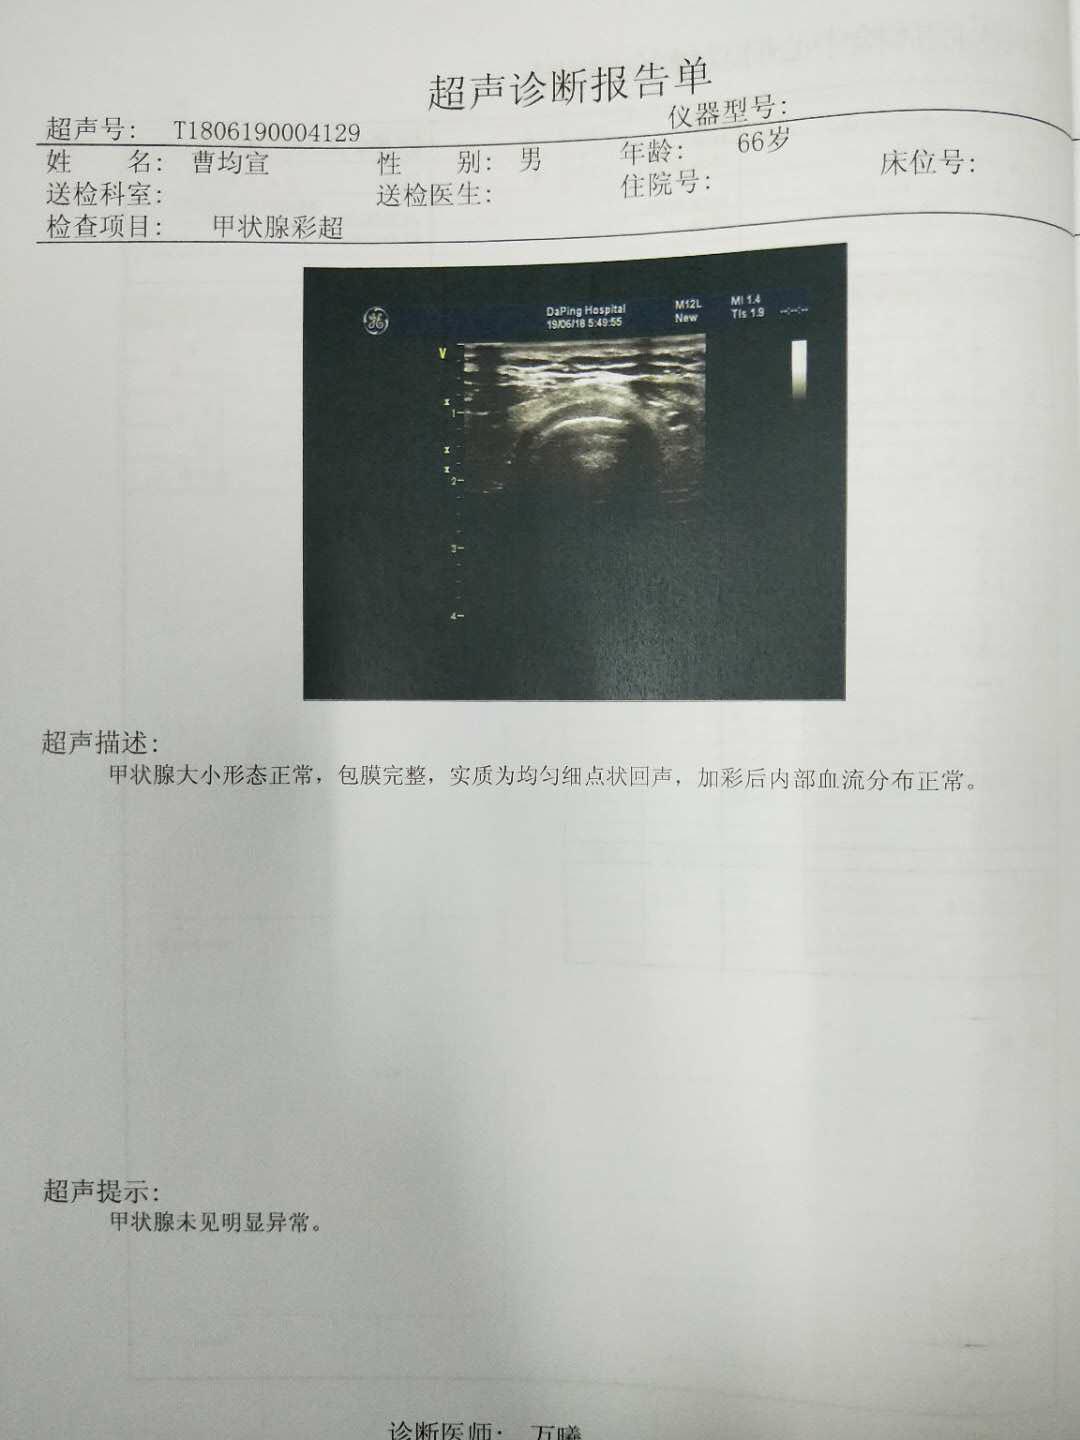 超声诊断报告单
超声号: T1806190004129 仪器型号:
姓 名: 曹均宣 性 别: 男 年龄: 66岁 床位号:
送检科室: 送检医生: 住院号:
检查项目: 甲状腺彩超
DaPing Hospital M12L MI 1.4
19/06/18 5:49:55 New TIs 1.9 --:--:--
V
1
2
3
4
超声描述:
甲状腺大小形态正常，包膜完整，实质为均匀细点状回声，加彩后内部血流分布正常。
超声提示:
甲状腺未见明显异常。
诊断医师: 万曦